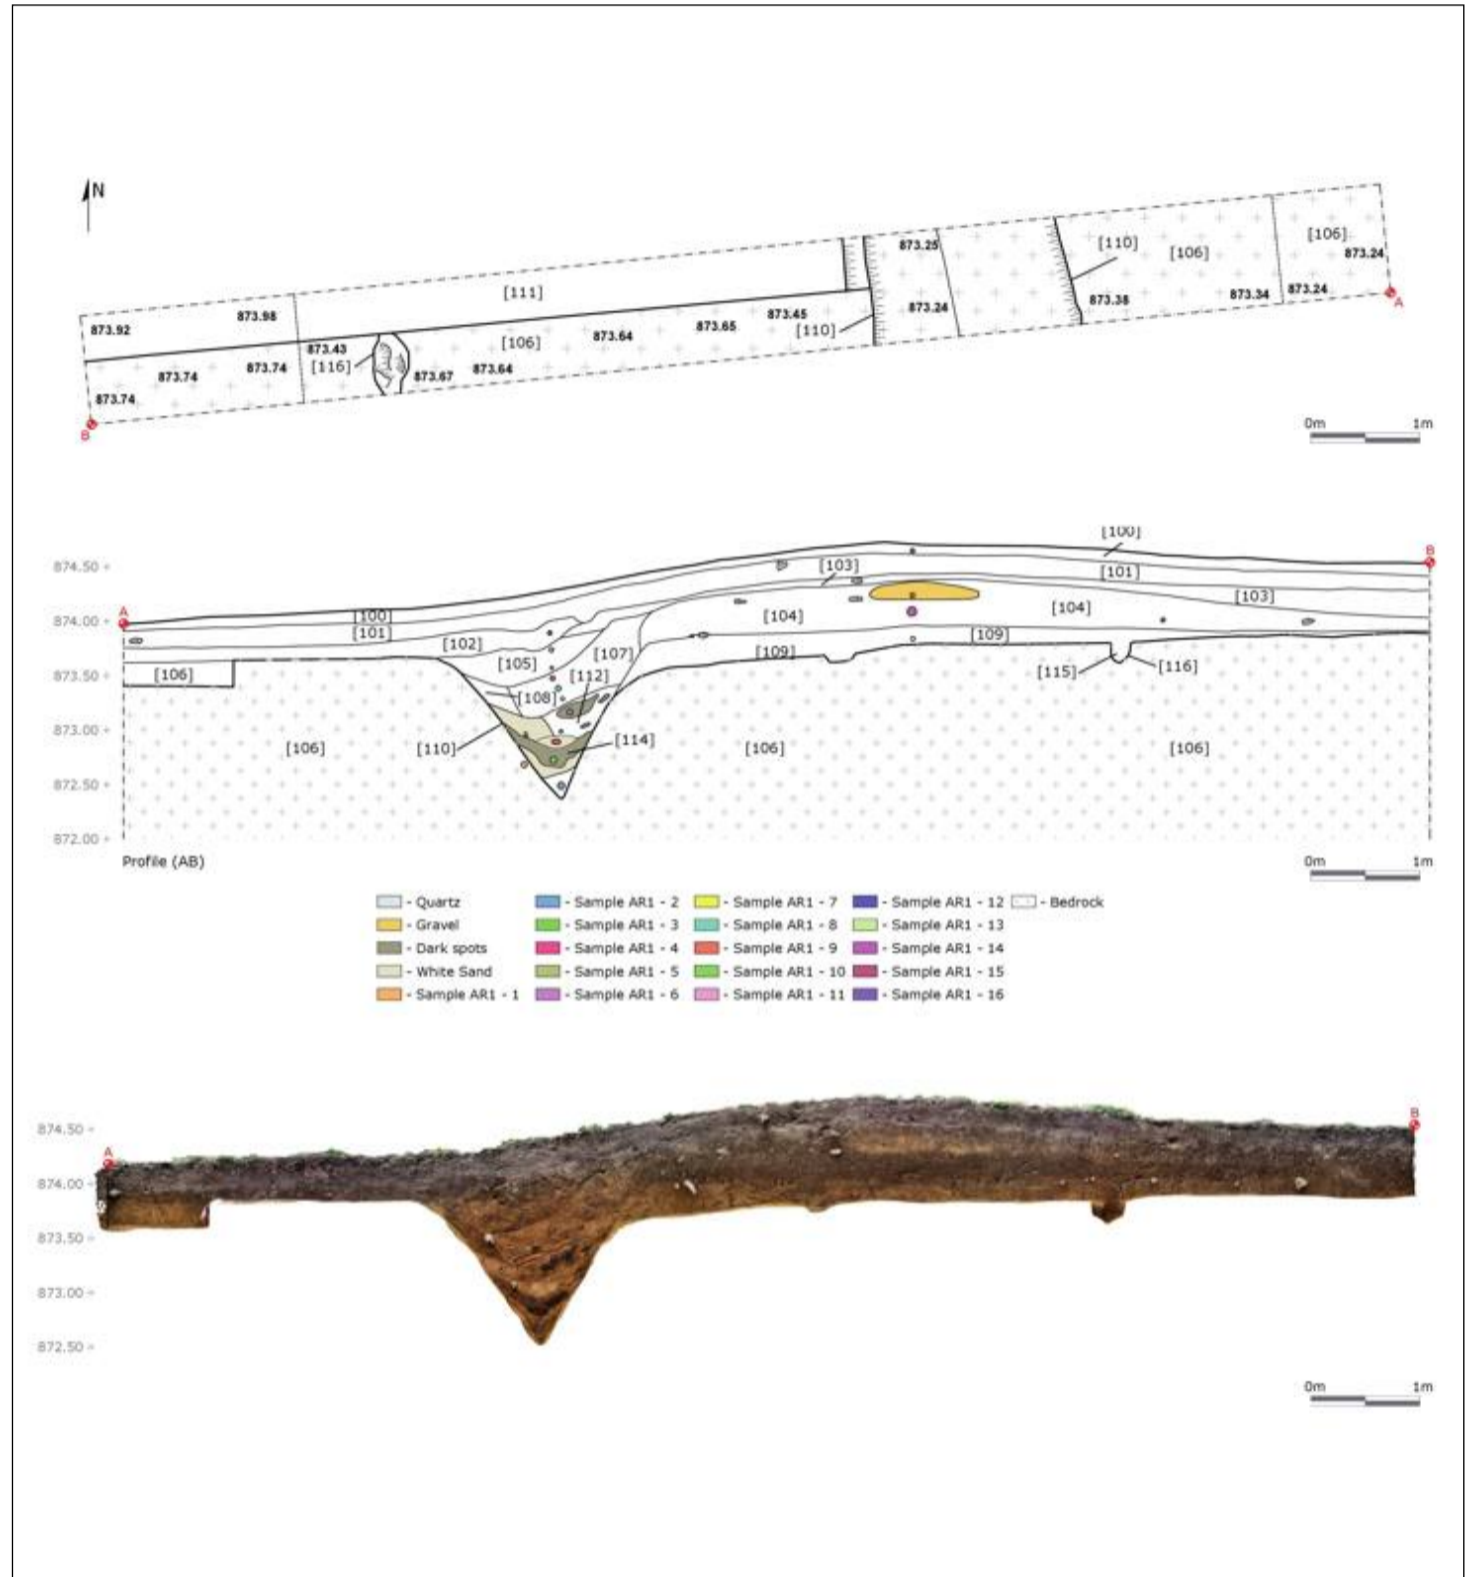 N
[111]
[106]
[116]
[110]
[110]
[106]
[106]
873.92
873.98
873.74
873.74
873.74
873.43
873.67
873.64
873.64
873.65
873.45
873.25
873.24
873.38
873.34
873.24
873.24
A
B
0m 1m
874.50
874.00
873.50
873.00
872.50
872.00
A
B
[100]
[100]
[101]
[101]
[102]
[103]
[103]
[104]
[104]
[105]
[107]
[108]
[112]
[109]
[109]
[106]
[106]
[106]
[106]
[110]
[114]
[115]
[116]
Profile (AB)
0m 1m
- Quartz
- Gravel
- Dark spots
- White Sand
- Sample AR1 - 1
- Sample AR1 - 2
- Sample AR1 - 3
- Sample AR1 - 4
- Sample AR1 - 5
- Sample AR1 - 6
- Sample AR1 - 7
- Sample AR1 - 8
- Sample AR1 - 9
- Sample AR1 - 10
- Sample AR1 - 11
- Sample AR1 - 12
- Sample AR1 - 13
- Sample AR1 - 14
- Sample AR1 - 15
- Sample AR1 - 16
- Bedrock
874.50
874.00
873.50
873.00
872.50
A
B
0m 1m